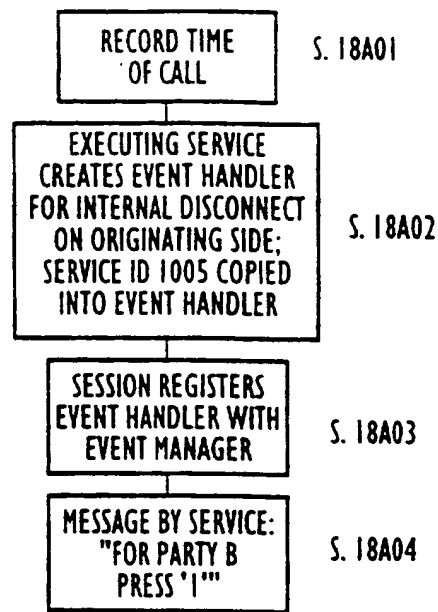 RECORD TIME
OF CALL
S. 18A01
EXECUTING SERVICE
CREATES EVENT HANDLER
FOR INTERNAL DISCONNECT
ON ORIGINATING SIDE;
SERVICE ID 1005 COPIED
INTO EVENT HANDLER
S. 18A02
SESSION REGISTERS
EVENT HANDLER WITH
EVENT MANAGER
S. 18A03
MESSAGE BY SERVICE:
"FOR PARTY B
PRESS '1'"
S. 18A04